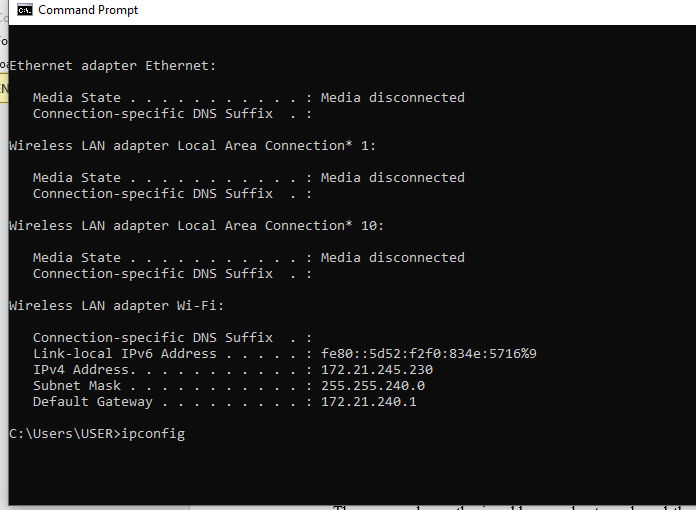 Command Prompt
Ethernet adapter Ethernet:
Media State . . . . . . . . . . . : Media disconnected
Connection-specific DNS Suffix  . :
Wireless LAN adapter Local Area Connection* 1:
Media State . . . . . . . . . . . : Media disconnected
Connection-specific DNS Suffix  . :
Wireless LAN adapter Local Area Connection* 10:
Media State . . . . . . . . . . . : Media disconnected
Connection-specific DNS Suffix  . :
Wireless LAN adapter Wi-Fi:
Connection-specific DNS Suffix  . :
Link-local IPv6 Address . . . . . : fe80::5d52:f2f0:834e:5716%9
IPv4 Address. . . . . . . . . . . : 172.21.245.230
Subnet Mask . . . . . . . . . . . : 255.255.240.0
Default Gateway . . . . . . . . . : 172.21.240.1
C:\Users\USER>ipconfig